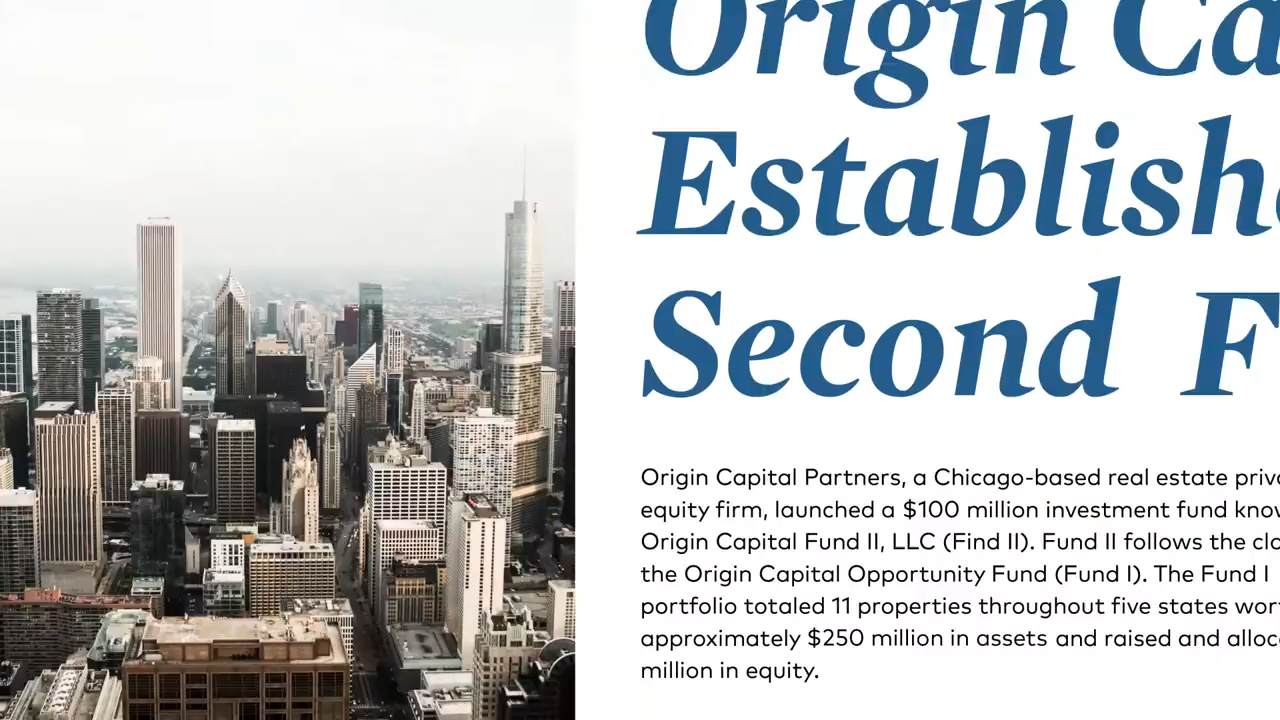 Origin Ca
Establish
Second F
Origin Capital Partners, a Chicago-based real estate priv
equity firm, launched a $100 million investment fund know
Origin Capital Fund II, LLC (Find II). Fund II follows the clo
the Origin Capital Opportunity Fund (Fund I). The Fund I
portfolio totaled 11 properties throughout five states wor
approximately $250 million in assets and raised and alloc
million in equity.